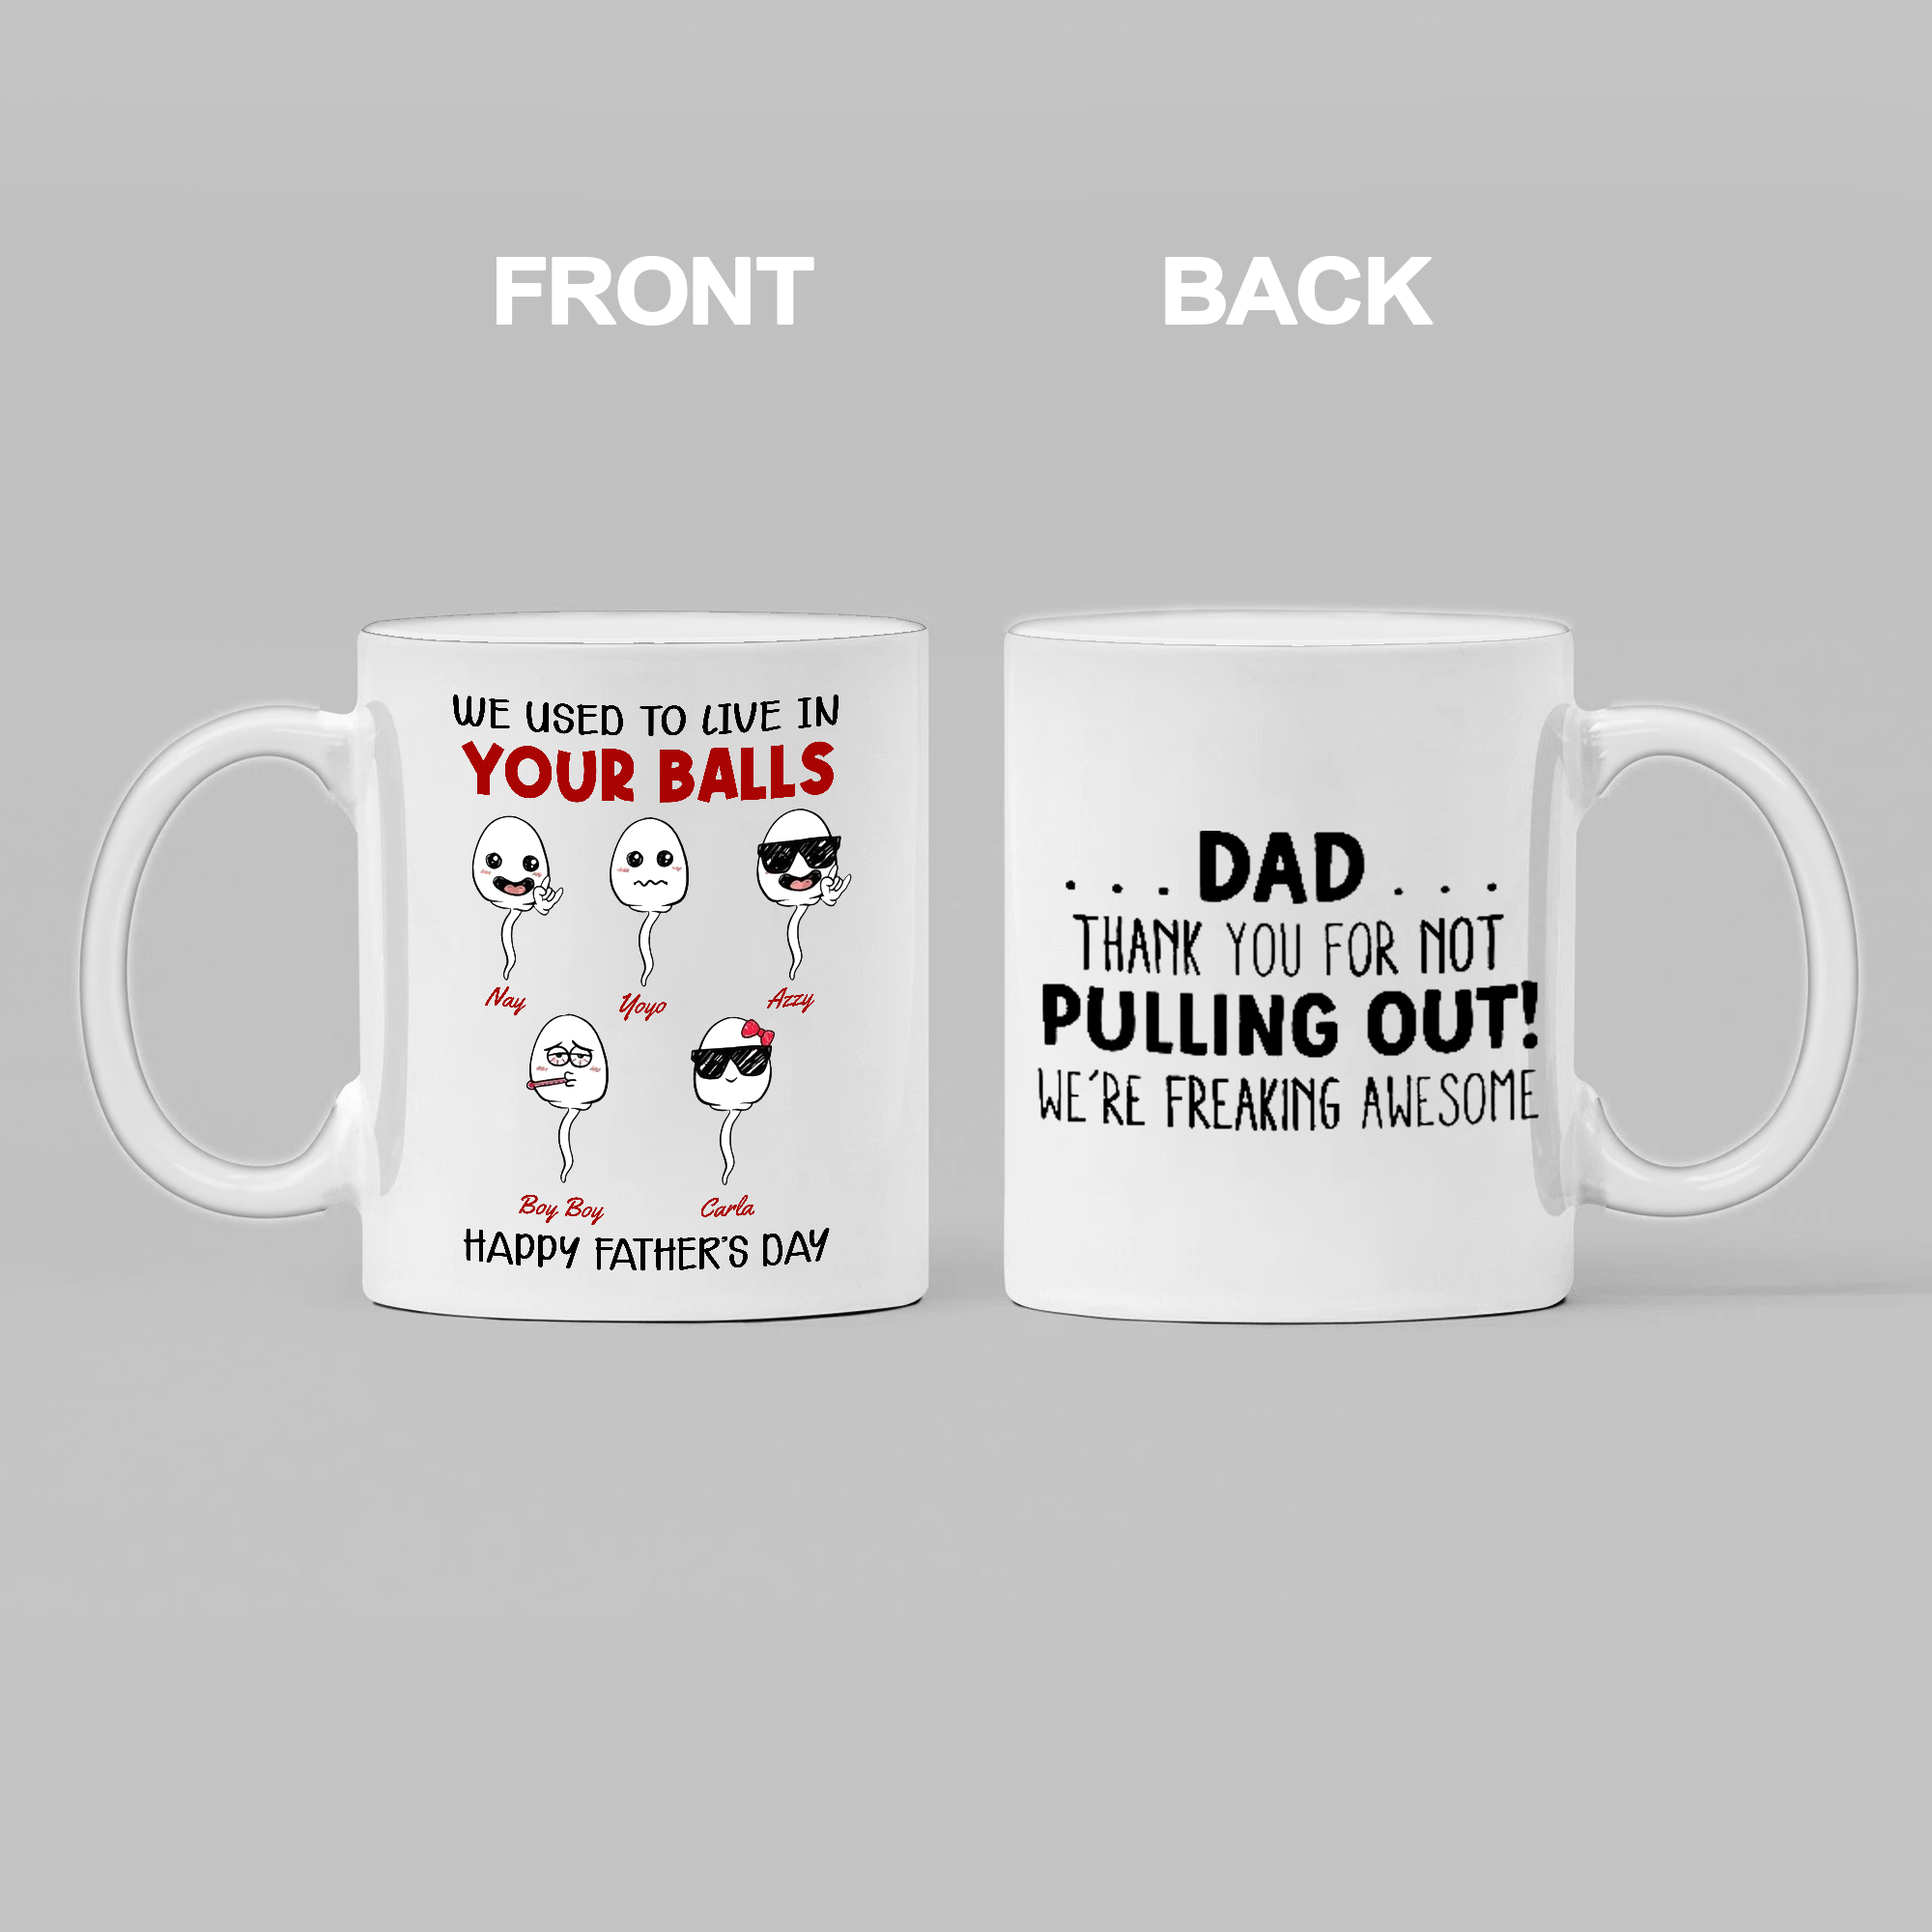 FRONT
BACK
WE USED TO LIVE IN
YOUR BALLS
Nay
Yoyo
Azzy
Boy Boy
Carla
HAPPY FATHER'S DAY
...DAD...
THANK YOU FOR NOT
PULLING OUT!
WE'RE FREAKING AWESOME